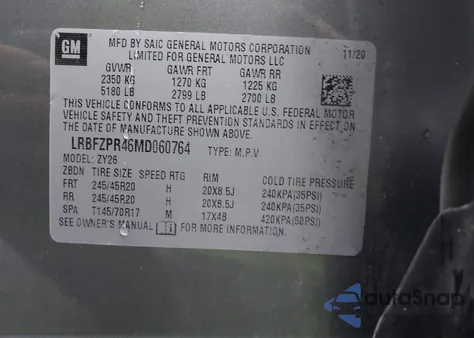 GM
MFD BY SAIC GENERAL MOTORS CORPORATION
LIMITED FOR GENERAL MOTORS LLC
11/20
GVWR GAWR FRT GAWR RR
2350 KG 1270 KG 1225 KG
5180 LB 2799 LB 2700 LB
THIS VEHICLE CONFORMS TO ALL APPLICABLE U.S. FEDERAL MOTOR
VEHICLE SAFETY AND THEFT PREVENTION STANDARDS IN EFFECT ON
THE DATE OF MANUFACTURE SHOWN ABOVE.
LRBFZPR46MD060764 TYPE: M.P.V
MODEL: ZY26
ZBDN TIRE SIZE SPEED RTG RIM COLD TIRE PRESSURE
FRT 245/45R20 H 20X8.5J 240KPA(35PSI)
RR 245/45R20 H 20X8.5J 240KPA(35PSI)
SPA T145/70R17 M 17X4B 420KPA(60PSI)
SEE OWNER'S MANUAL FOR MORE INFORMATION
autoSnap